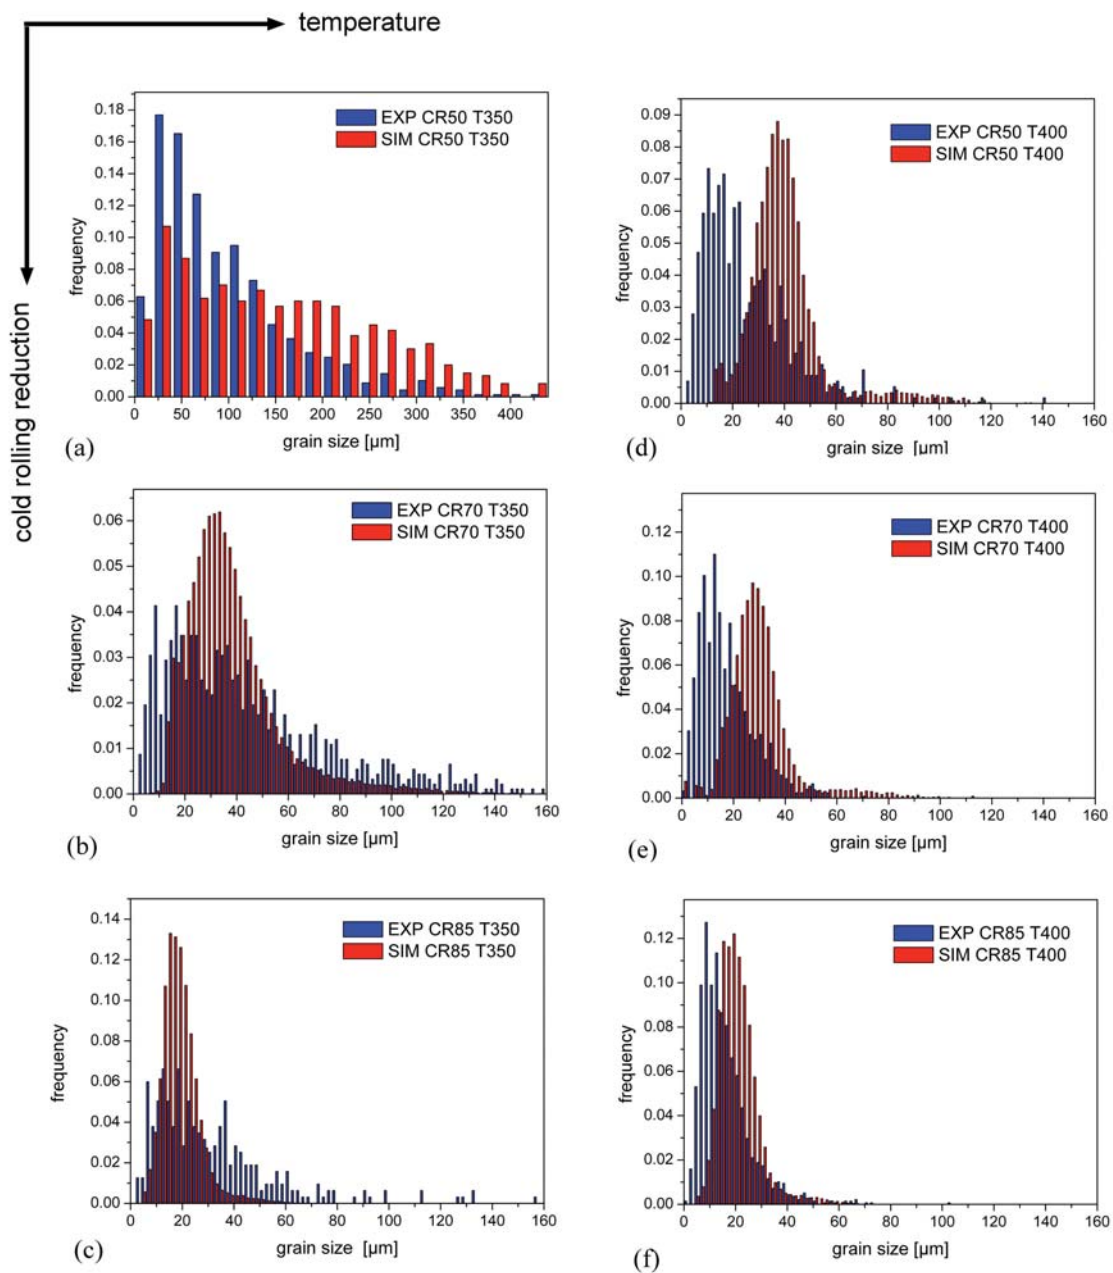 temperature
cold rolling reduction
EXP CR50 T350
SIM CR50 T350
0.18
0.16
0.14
0.12
0.10
0.08
0.06
0.04
0.02
0.00
frequency
0 50 100 150 200 250 300 350 400
grain size [µm]
(a)
EXP CR50 T400
SIM CR50 T400
0.09
0.08
0.07
0.06
0.05
0.04
0.03
0.02
0.01
0.00
frequency
0 20 40 60 80 100 120 140 160
grain size [µm]
(d)
EXP CR70 T350
SIM CR70 T350
0.06
0.05
0.04
0.03
0.02
0.01
0.00
frequency
0 20 40 60 80 100 120 140 160
grain size [µm]
(b)
EXP CR70 T400
SIM CR70 T400
0.12
0.10
0.08
0.06
0.04
0.02
0.00
frequency
0 20 40 60 80 100 120 140 160
grain size [µm]
(e)
EXP CR85 T350
SIM CR85 T350
0.14
0.12
0.10
0.08
0.06
0.04
0.02
0.00
frequency
0 20 40 60 80 100 120 140 160
grain size [µm]
(c)
EXP CR85 T400
SIM CR85 T400
0.12
0.10
0.08
0.06
0.04
0.02
0.00
frequency
0 20 40 60 80 100 120 140 160
grain size [µm]
(f)